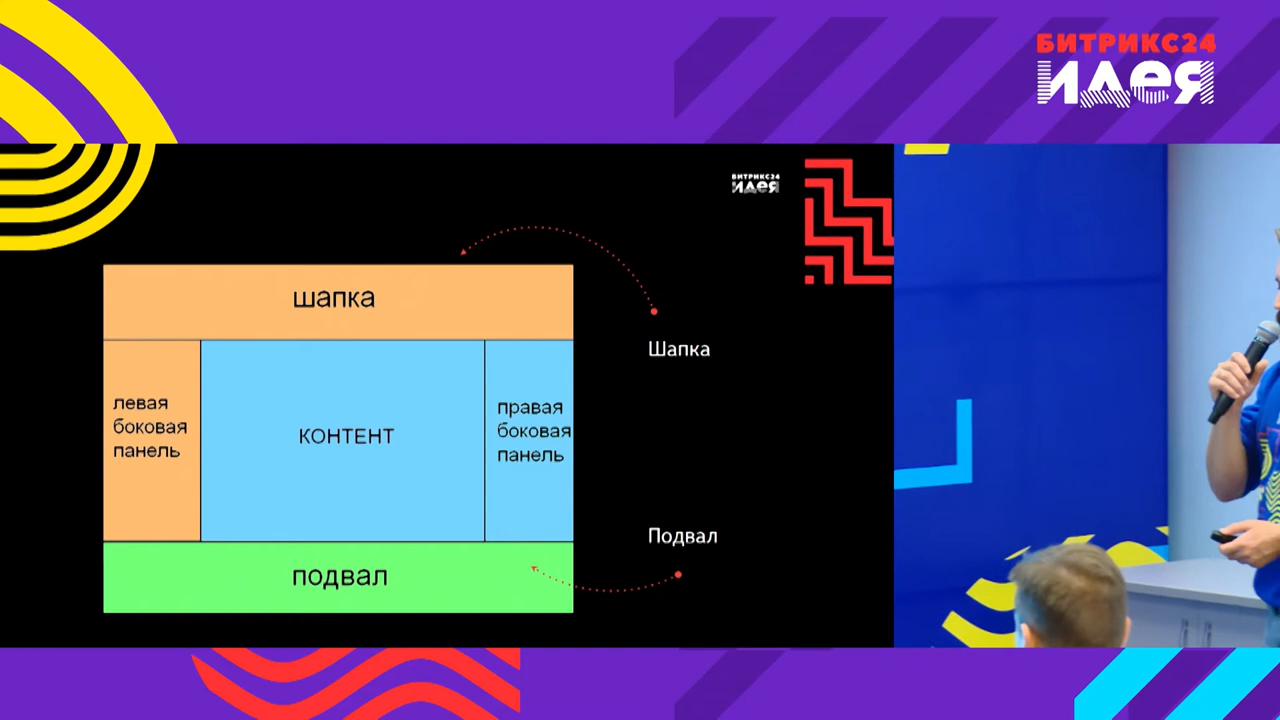 БИТРИКС24
идея
БИТРИКС24
идея
шапка
Шапка
левая
боковая
панель
КОНТЕНТ
правая
боковая
панель
Подвал
подвал